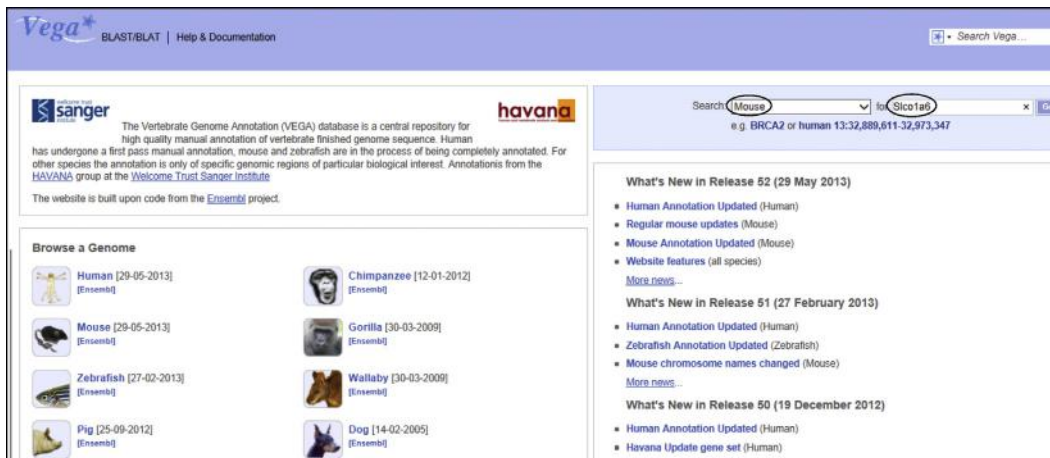 Vega* BLAST/BLAT | Help & Documentation
Search Vega...
wellcome trust
sanger
institute
havana
The Vertebrate Genome Annotation (VEGA) database is a central repository for
high quality manual annotation of vertebrate finished genome sequence. Human
has undergone a first pass manual annotation, mouse and zebrafish are in the process of being completely annotated. For
other species the annotation is only of specific genomic regions of particular biological interest. Annotationis from the
HAVANA group at the Welcome Trust Sanger Institute
The website is built upon code from the Ensembl project.
Browse a Genome
Human [29-05-2013]
[Ensembl]
Chimpanzee [12-01-2012]
[Ensembl]
Mouse [29-05-2013]
[Ensembl]
Gorilla [30-03-2009]
[Ensembl]
Zebrafish [27-02-2013]
[Ensembl]
Wallaby [30-03-2009]
[Ensembl]
Pig [25-09-2012]
[Ensembl]
Dog [14-02-2005]
[Ensembl]
Search: Mouse for Slco1a6 x
e.g. BRCA2 or human 13:32,889,611-32,973,347
What's New in Release 52 (29 May 2013)
Human Annotation Updated (Human)
Regular mouse updates (Mouse)
Mouse Annotation Updated (Mouse)
Website features (all species)
More news...
What's New in Release 51 (27 February 2013)
Human Annotation Updated (Human)
Zebrafish Annotation Updated (Zebrafish)
Mouse chromosome names changed (Mouse)
More news...
What's New in Release 50 (19 December 2012)
Human Annotation Updated (Human)
Havana Update gene set (Human)